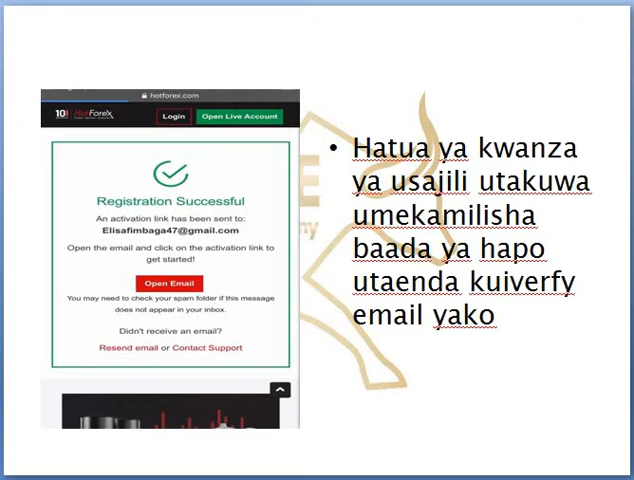 hotforex.com
10 HotForex Login Open Live Account
Registration Successful
An activation link has been sent to:
Elisafimbaga47@gmail.com
Open the email and click on the activation link to
get started!
Open Email
You may need to check your spam folder if this message
does not appear in your inbox.
Didn't receive an email?
Resend email or Contact Support
• Hatua ya kwanza
ya usajili utakuwa
umekamilisha
baada ya hapo
utaenda kuiverfy
email yako